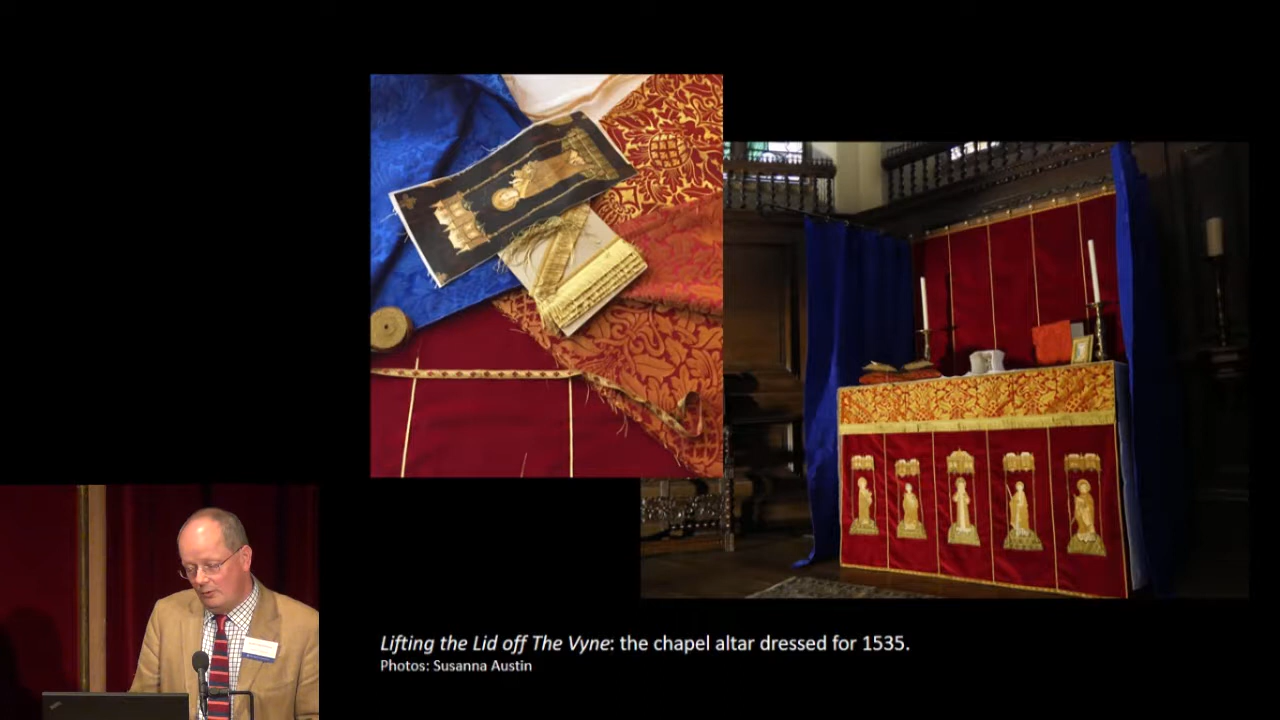 Lifting the Lid off The Vyne: the chapel altar dressed for 1535.
Photos: Susanna Austin